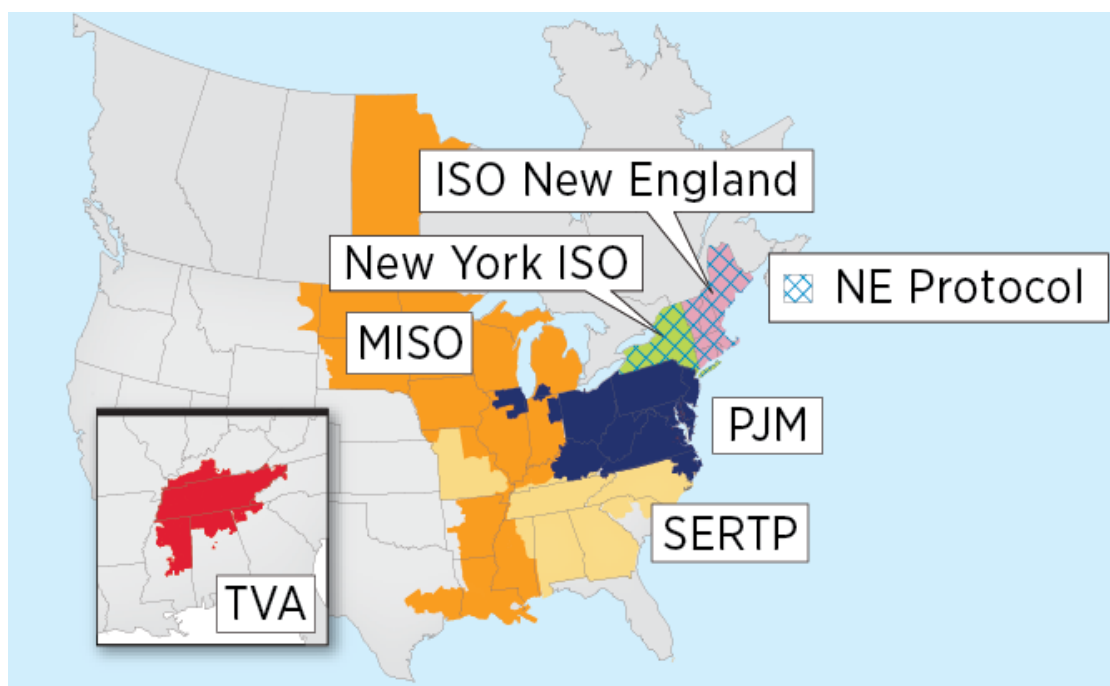 ISO New England
New York ISO
NE Protocol
MISO
PJM
SERTP
TVA